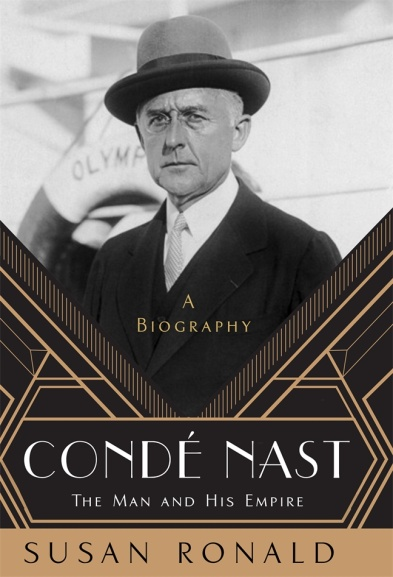 OLYMP
A
BIOGRAPHY
CONDÉ NAST
THE MAN AND HIS EMPIRE
SUSAN RONALD